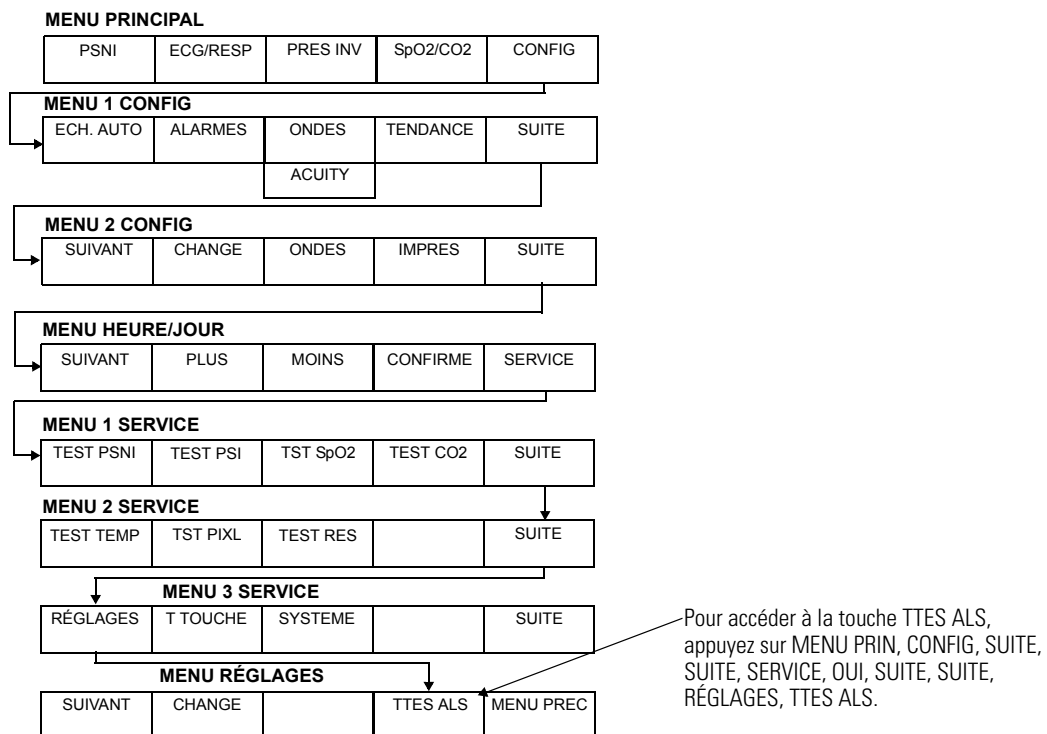 MENU PRINCIPAL
PSNI ECG/RESP PRES INV SpO2/CO2 CONFIG
MENU 1 CONFIG
ECH. AUTO ALARMES ONDES TENDANCE SUITE
ACUITY
MENU 2 CONFIG
SUIVANT CHANGE ONDES IMPRES SUITE
MENU HEURE/JOUR
SUIVANT PLUS MOINS CONFIRME SERVICE
MENU 1 SERVICE
TEST PSNI TEST PSI TST SpO2 TEST CO2 SUITE
MENU 2 SERVICE
TEST TEMP TST PIXL TEST RES SUITE
MENU 3 SERVICE
RÉGLAGES T TOUCHE SYSTEME SUITE
MENU RÉGLAGES
SUIVANT CHANGE TTES ALS MENU PREC
Pour accéder à la touche TTES ALS,
appuyez sur MENU PRIN, CONFIG, SUITE,
SUITE, SERVICE, OUI, SUITE, SUITE,
RÉGLAGES, TTES ALS.